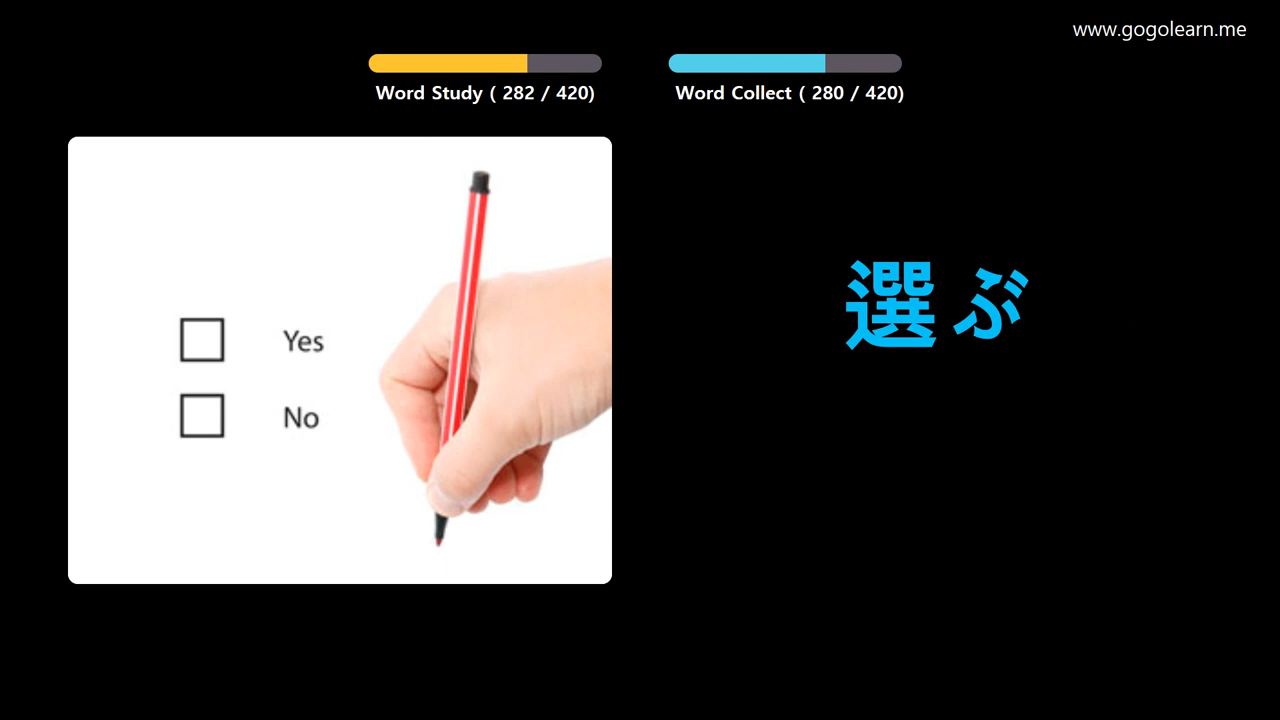 www.gogolearn.me
Word Study ( 282 / 420)
Word Collect ( 280 / 420)
Yes
No
選ぶ